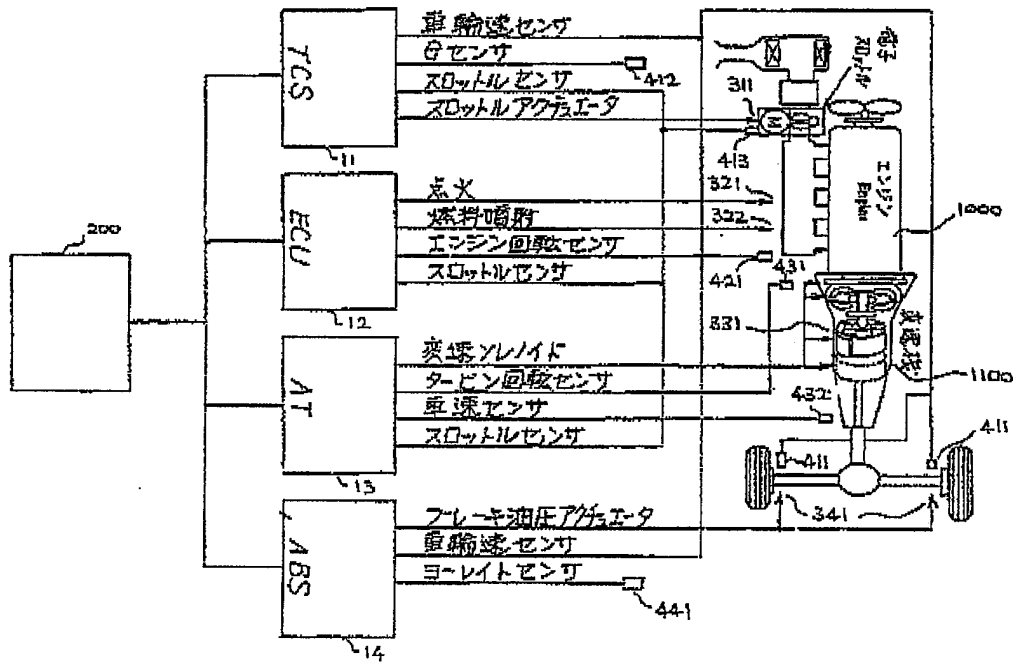 TCS
車輪速センサ
Gセンサ
スロットルセンサ
スロットルアクチュエータ
11
412
311
413
電子
スロットル
M
ECU
点火
燃料噴射
エンジン回転センサ
スロットルセンサ
12
321
322
421
431
エンジン
Engine
1000
200
AT
変速ソレノイド
タービン回転センサ
車速センサ
スロットルセンサ
13
331
432
変速機
1100
411
411
341
ABS
ブレーキ油圧アクチュエータ
車輪速センサ
ヨーレイトセンサ
14
441